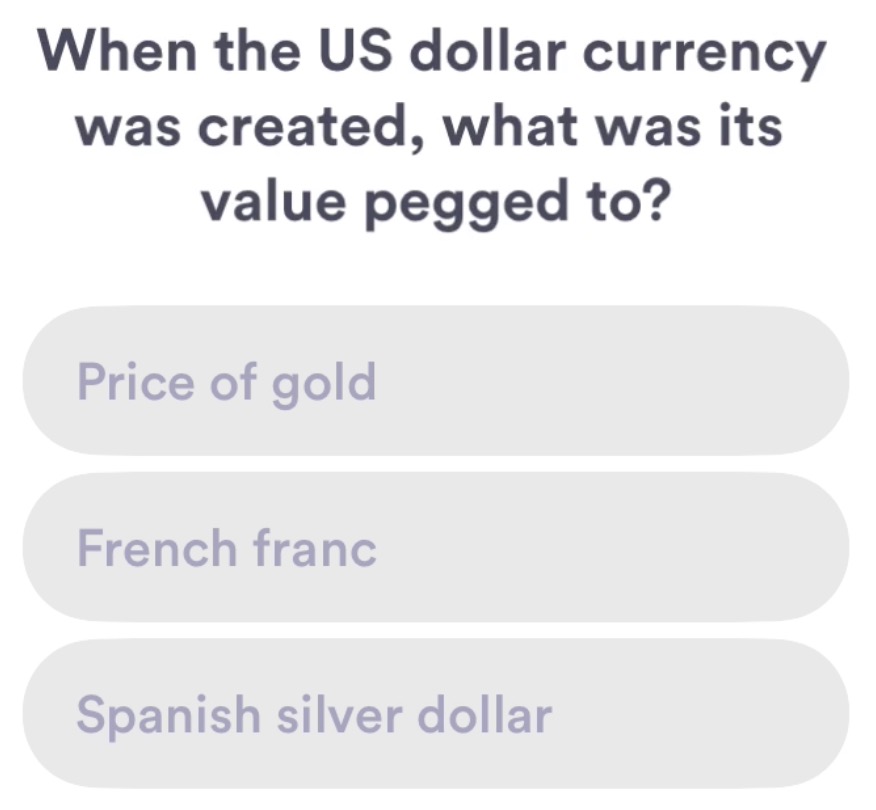 When the US dollar currency
was created, what was its
value pegged to?
Price of gold
French franc
Spanish silver dollar